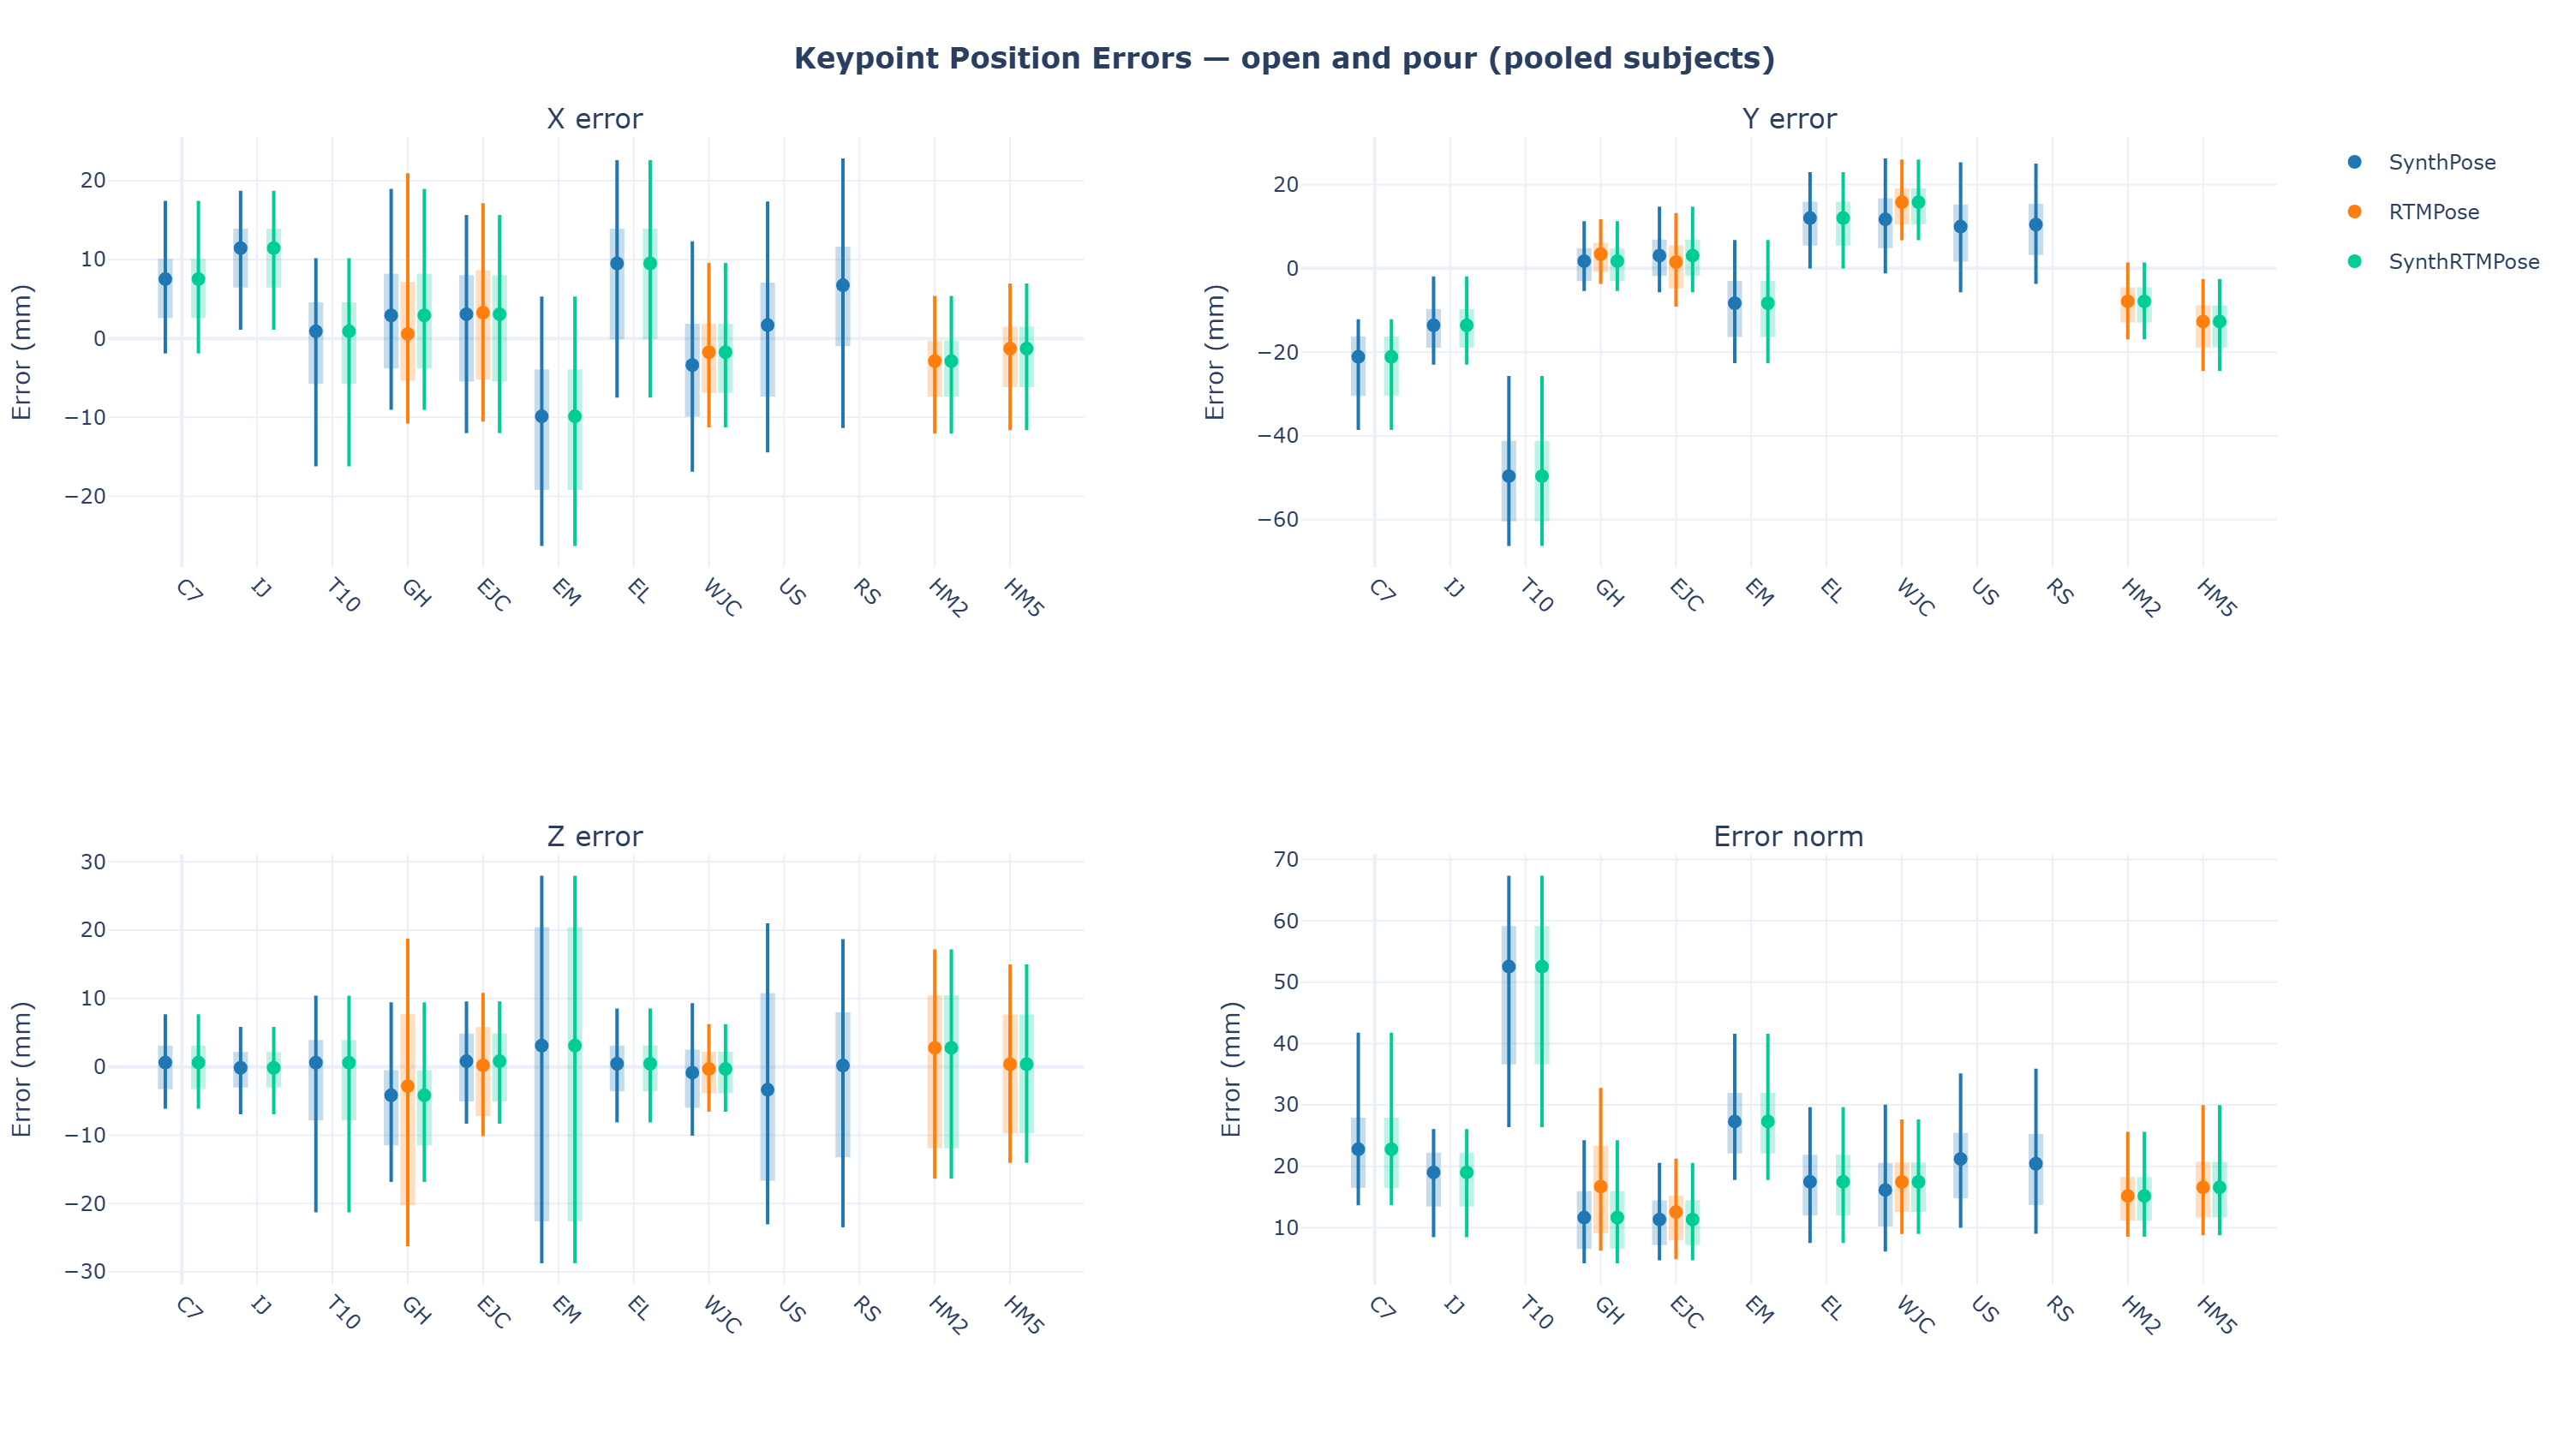 Keypoint Position Errors — open and pour (pooled subjects)
X error
Error (mm)
20
10
0
−10
−20
C7
IJ
T10
GH
EJC
EM
EL
WJC
US
RS
HM2
HM5
Y error
Error (mm)
20
0
−20
−40
−60
C7
IJ
T10
GH
EJC
EM
EL
WJC
US
RS
HM2
HM5
SynthPose
RTMPose
SynthRTMPose
Z error
Error (mm)
30
20
10
0
−10
−20
−30
C7
IJ
T10
GH
EJC
EM
EL
WJC
US
RS
HM2
HM5
Error norm
Error (mm)
70
60
50
40
30
20
10
C7
IJ
T10
GH
EJC
EM
EL
WJC
US
RS
HM2
HM5